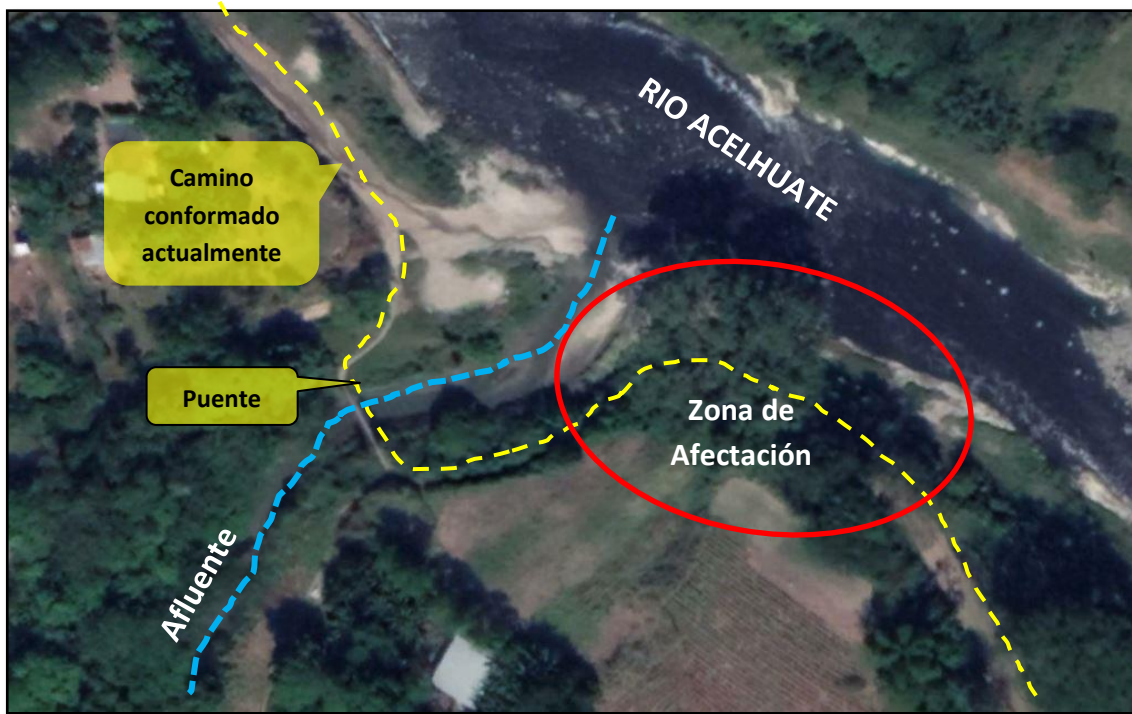 RIO ACELHUATE
Camino
conformado
actualmente
Puente
Zona de
Afectación
Afluente